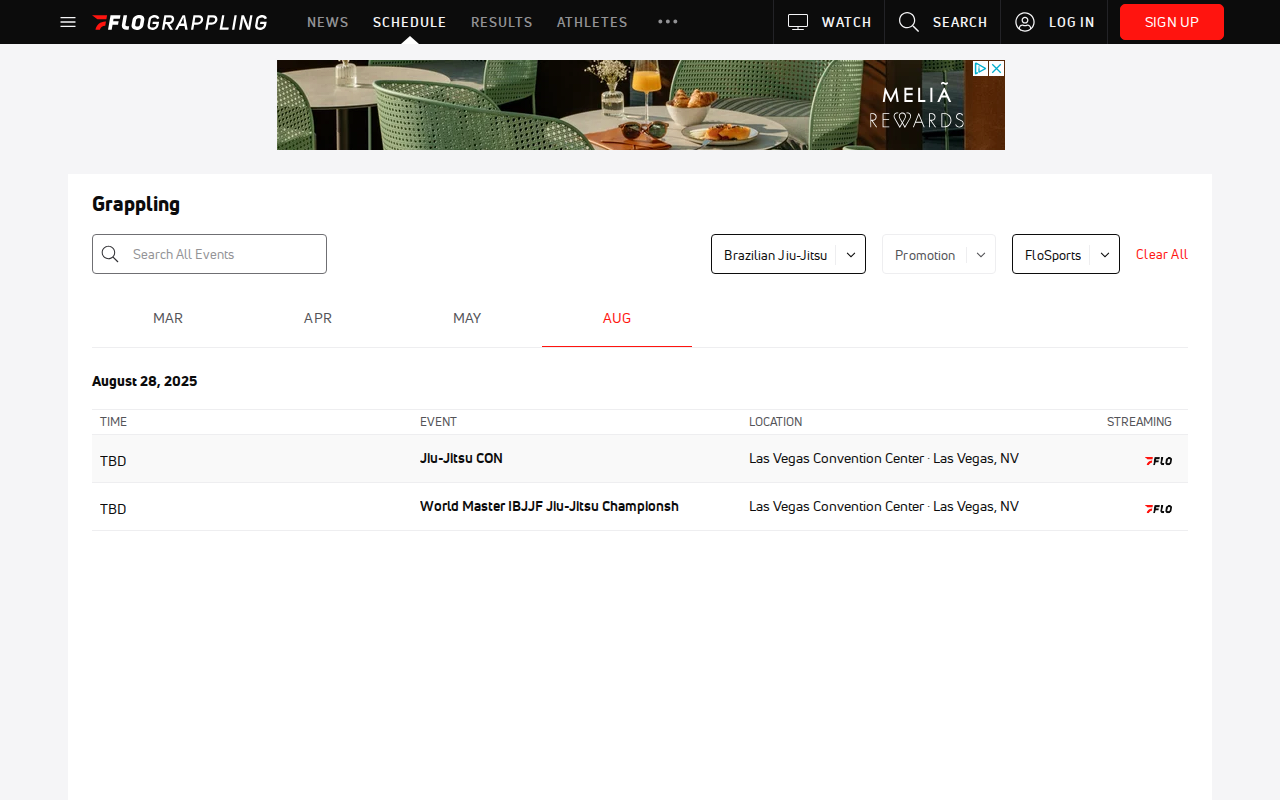 FLOGRAPPLING NEWS SCHEDULE RESULTS ATHLETES WATCH SEARCH LOG IN SIGN UP
MELIÃ
REWARDS
Grappling
Search All Events Brazilian Jiu-Jitsu Promotion FloSports Clear All
MAR APR MAY AUG
August 28, 2025
TIME EVENT LOCATION STREAMING
TBD Jiu-Jitsu CON Las Vegas Convention Center · Las Vegas, NV FLO
TBD World Master IBJJF Jiu-Jitsu Championsh Las Vegas Convention Center · Las Vegas, NV FLO